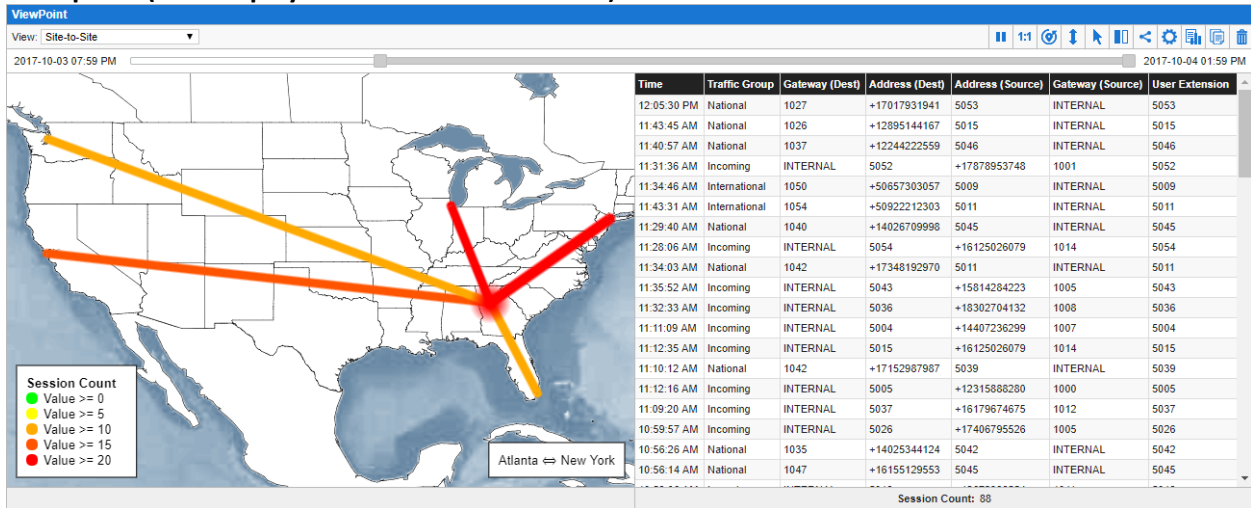 ViewPoint
View: Site-to-Site
1:1
2017-10-03 07:59 PM 2017-10-04 01:59 PM
Time Traffic Group Gateway (Dest) Address (Dest) Address (Source) Gateway (Source) User Extension
12:05:30 PM National 1027 +17017931941 5053 INTERNAL 5053
11:43:45 AM National 1026 +12895144167 5015 INTERNAL 5015
11:40:57 AM National 1037 +12244222559 5046 INTERNAL 5046
11:31:36 AM Incoming INTERNAL 5052 +17878953748 1001 5052
11:34:46 AM International 1050 +50657303057 5009 INTERNAL 5009
11:43:31 AM International 1054 +50922212303 5011 INTERNAL 5011
11:29:40 AM National 1040 +14026709998 5045 INTERNAL 5045
11:28:06 AM Incoming INTERNAL 5054 +16125026079 1014 5054
11:34:03 AM National 1042 +17348192970 5011 INTERNAL 5011
11:35:52 AM Incoming INTERNAL 5043 +15814284223 1005 5043
11:32:33 AM Incoming INTERNAL 5036 +18302704132 1008 5036
11:11:09 AM Incoming INTERNAL 5004 +14407236299 1007 5004
11:12:35 AM Incoming INTERNAL 5015 +16125026079 1014 5015
11:10:12 AM National 1042 +17152987987 5039 INTERNAL 5039
11:12:16 AM Incoming INTERNAL 5005 +12315888280 1000 5005
11:09:20 AM Incoming INTERNAL 5037 +16179674675 1012 5037
10:59:57 AM Incoming INTERNAL 5026 +17406795526 1005 5026
10:56:26 AM National 1035 +14025344124 5042 INTERNAL 5042
10:56:14 AM National 1047 +16155129553 5045 INTERNAL 5045
Session Count
Value >= 0
Value >= 5
Value >= 10
Value >= 15
Value >= 20
Atlanta ⇔ New York
Session Count: 88